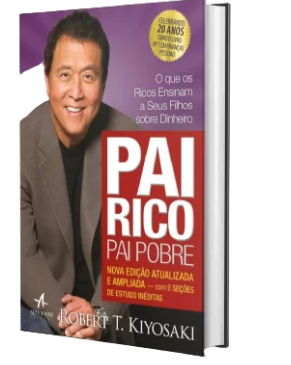 CELEBRANDO
20 ANOS
O que os
Ricos Ensinam
a Seus Filhos
sobre Dinheiro
PAI
RICO
PAI POBRE
NOVA EDIÇÃO ATUALIZADA
E AMPLIADA — com 9 SEÇÕES
DE ESTUDO INÉDITAS
ROBERT T. KIYOSAKI